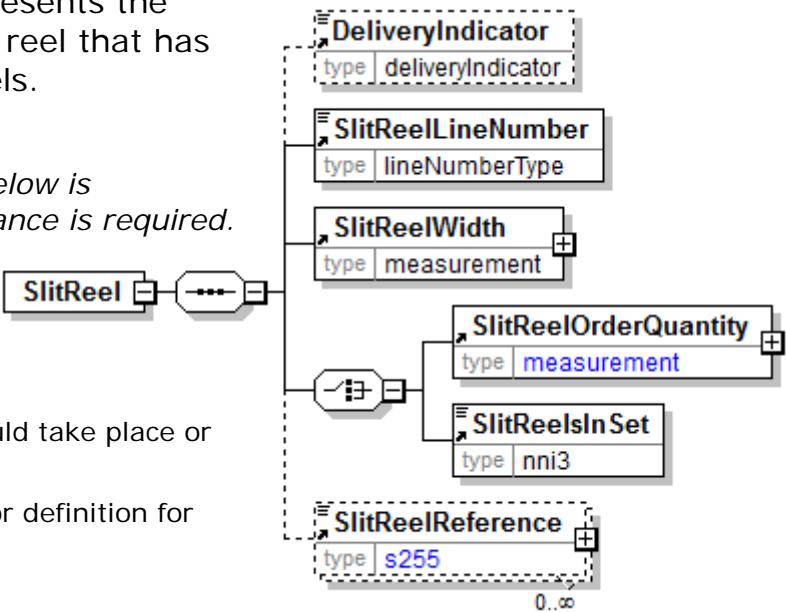 esents the
reel that has
els.
elow is
ance is required.
uld take place or
or definition for
SlitReel
DeliveryIndicator
type deliveryIndicator
SlitReelLineNumber
type lineNumberType
SlitReelWidth
type measurement
SlitReelOrderQuantity
type measurement
SlitReelsInSet
type nni3
SlitReelReference
type s255
0..∞